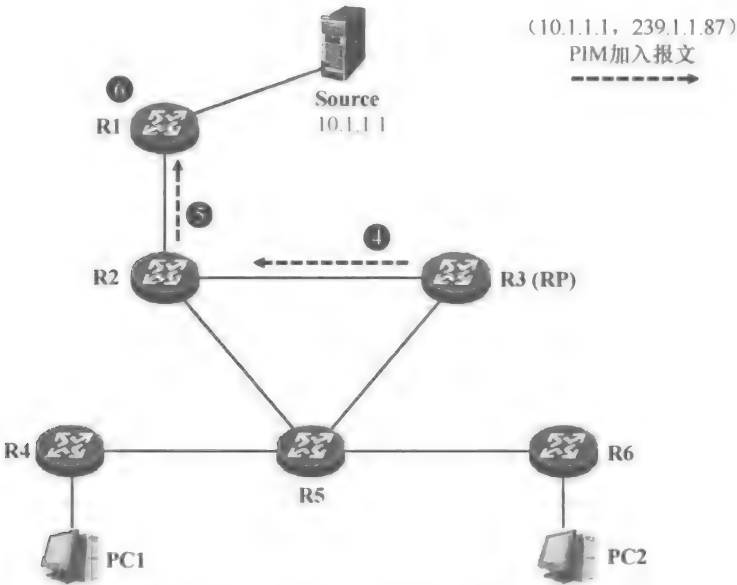 (10.1.1.1，239.1.1.87)
PIM加入报文
Source
10.1.1.1
6
R1
5
4
R2
R3 (RP)
R4
R5
R6
PC1
PC2